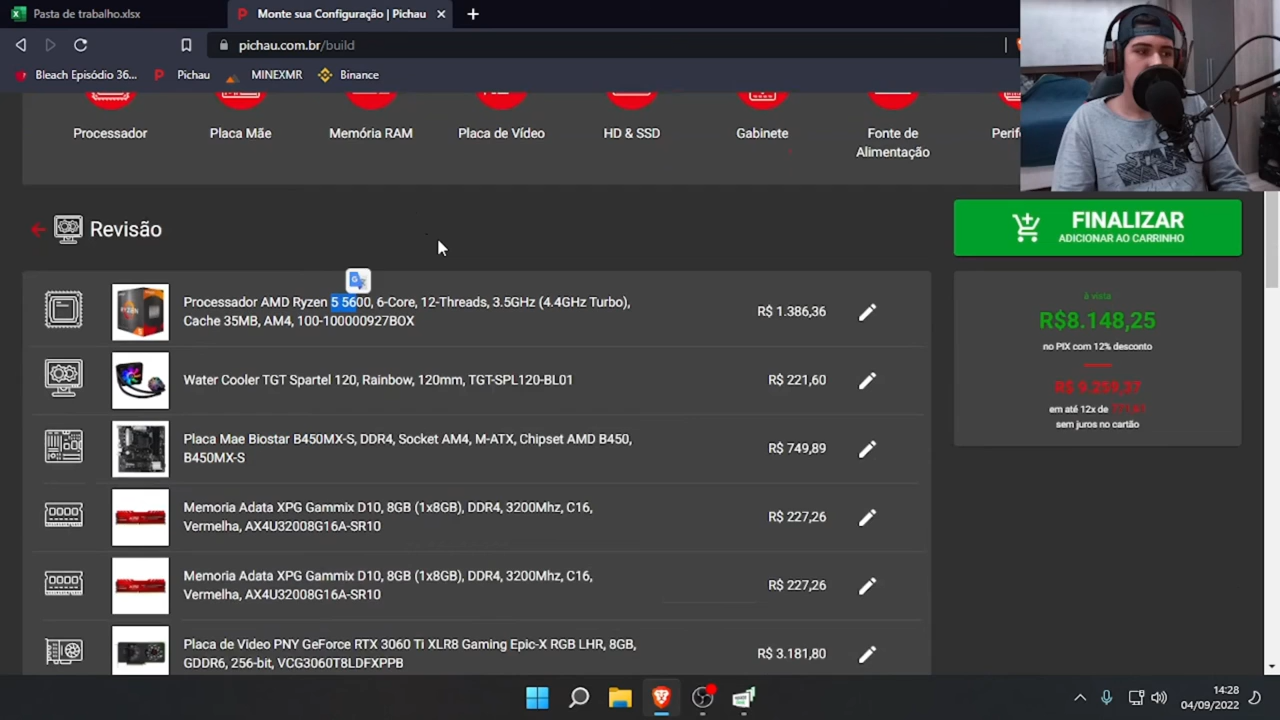 Pasta de trabalho.xlsx
Monte sua Configuração | Pichau
pichau.com.br/build
Bleach Episódio 36...
Pichau
MINEXMR
Binance
Processador
Placa Mãe
Memória RAM
Placa de Vídeo
HD & SSD
Gabinete
Fonte de
Alimentação
Revisão
FINALIZAR
ADICIONAR AO CARRINHO
Processador AMD Ryzen 5 5600, 6-Core, 12-Threads, 3.5GHz (4.4GHz Turbo),
Cache 35MB, AM4, 100-100000927BOX
R$ 1.386,36
à vista
R$8.148,25
no PIX com 12% desconto
em até 12x de
sem juros no cartão
Water Cooler TGT Spartel 120, Rainbow, 120mm, TGT-SPL120-BL01
R$ 221,60
Placa Mae Biostar B450MX-S, DDR4, Socket AM4, M-ATX, Chipset AMD B450,
B450MX-S
R$ 749,89
Memoria Adata XPG Gammix D10, 8GB (1x8GB), DDR4, 3200Mhz, C16,
Vermelha, AX4U32008G16A-SR10
R$ 227,26
Memoria Adata XPG Gammix D10, 8GB (1x8GB), DDR4, 3200Mhz, C16,
Vermelha, AX4U32008G16A-SR10
R$ 227,26
Placa de Video PNY GeForce RTX 3060 Ti XLR8 Gaming Epic-X RGB LHR, 8GB,
GDDR6, 256-bit, VCG3060T8LDFXPPB
R$ 3.181,80
14:28
04/09/2022